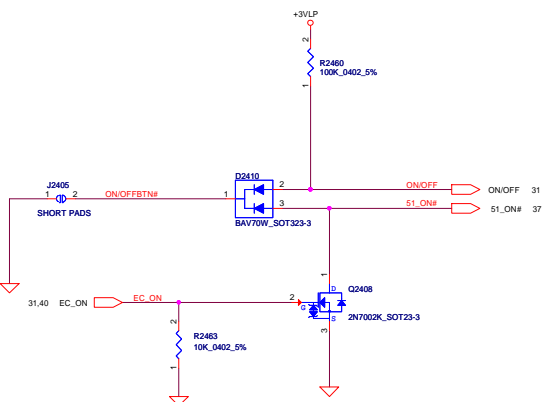 +3VLP
2
R2460
100K_0402_5%
1
J2405
1 2 ON/OFFBTN#
SHORT PADS
D2410
1 2 ON/OFF ON/OFF 31
3 51_ON# 51_ON# 37
BAV70W_SOT323-3
1
D
Q2408
31,40 EC_ON EC_ON 2
G
S
2N7002K_SOT23-3
3
2
R2463
10K_0402_5%
1